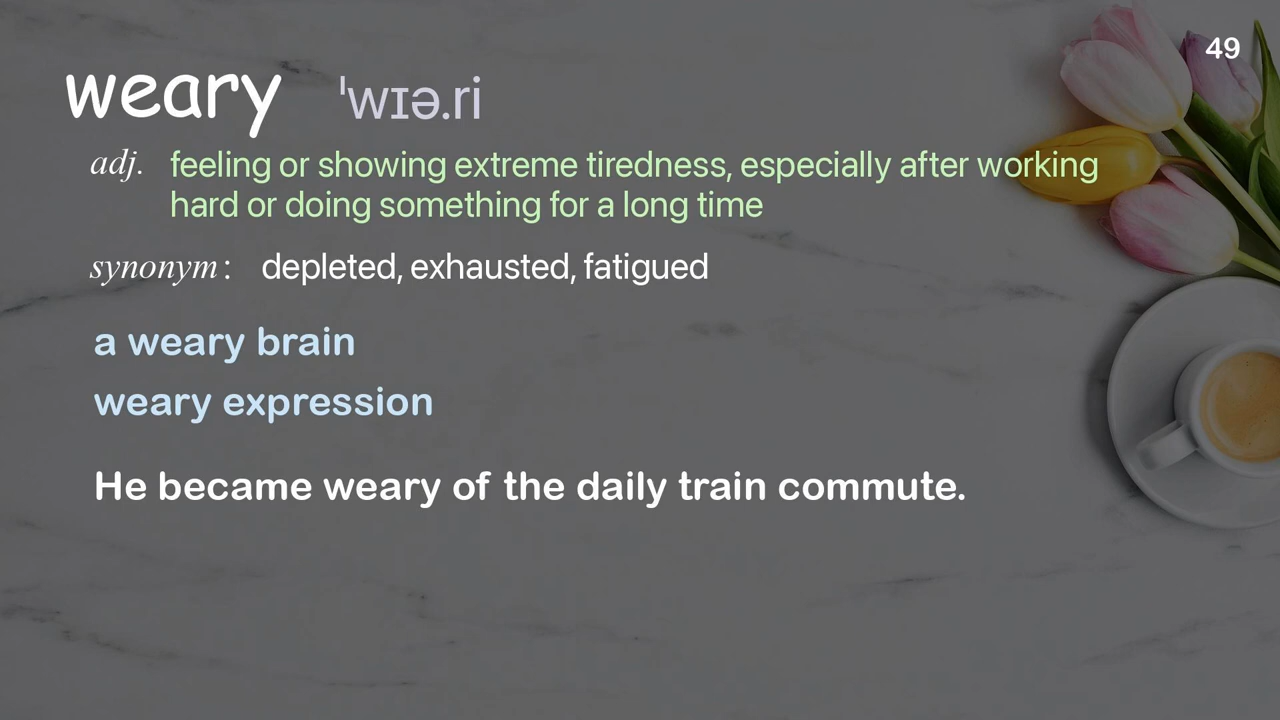 49
weary ˈwɪə.ri
adj. feeling or showing extreme tiredness, especially after working
hard or doing something for a long time
synonym: depleted, exhausted, fatigued
a weary brain
weary expression
He became weary of the daily train commute.